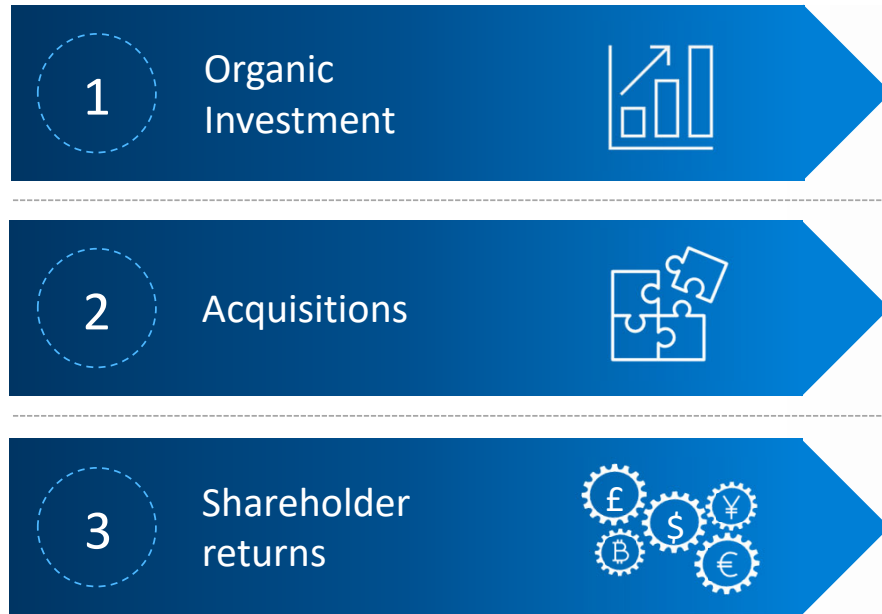 1
Organic
Investment
2
Acquisitions
3
Shareholder
returns
£
$
¥
₿
€